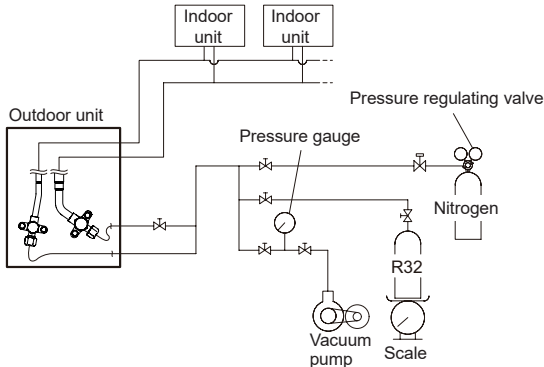 Indoor
unit
Indoor
unit
Outdoor unit
Pressure regulating valve
Pressure gauge
Nitrogen
R32
Vacuum
pump
Scale